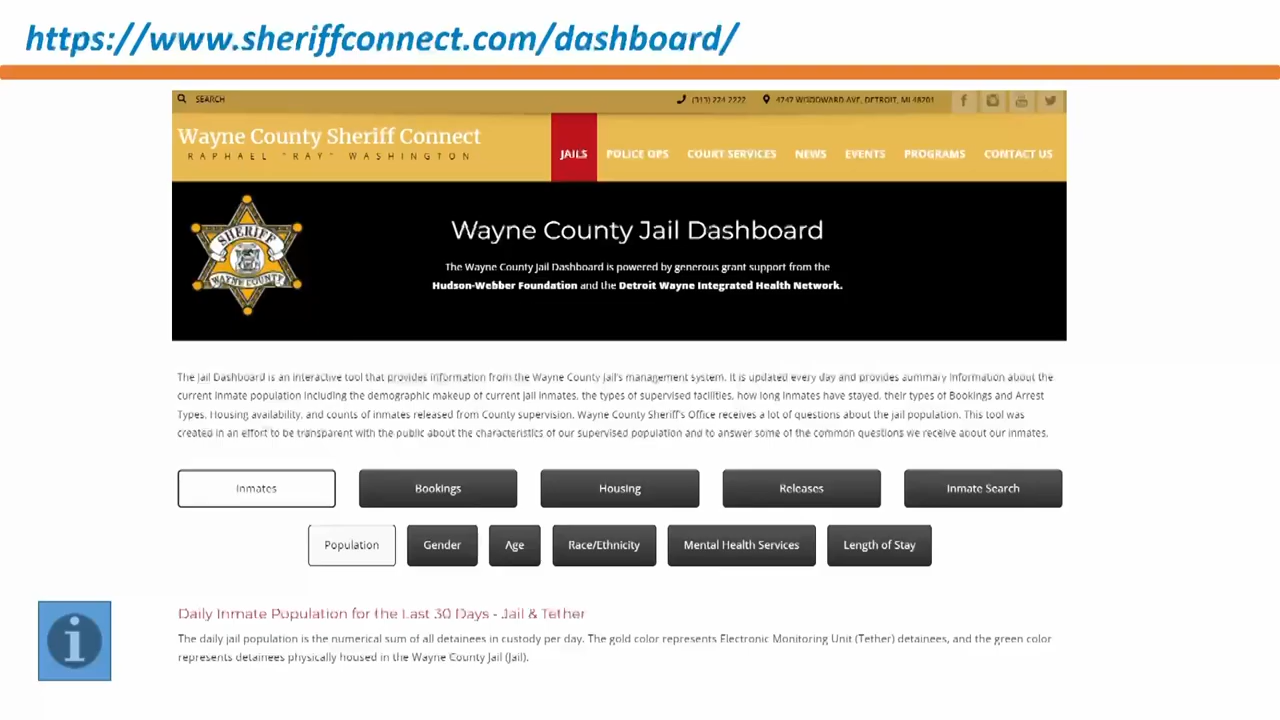 https://www.sheriffconnect.com/dashboard/
SEARCH
(313) 224-2222
4747 WOODWARD AVE, DETROIT, MI 48201
Wayne County Sheriff Connect
RAPHAEL "RAY" WASHINGTON
JAILS POLICE OPS COURT SERVICES NEWS EVENTS PROGRAMS CONTACT US
SHERIFF
WAYNE COUNTY
Wayne County Jail Dashboard
The Wayne County Jail Dashboard is powered by generous grant support from the
Hudson-Webber Foundation and the Detroit Wayne Integrated Health Network.
The Jail Dashboard is an interactive tool that provides information from the Wayne County Jail's management system. It is updated every day and provides summary information about the
current inmate population including the demographic makeup of current jail inmates, the types of supervised facilities, how long inmates have stayed, their types of Bookings and Arrest
Types, Housing availability, and counts of inmates released from County supervision. Wayne County Sheriff's Office receives a lot of questions about the jail population. This tool was
created in an effort to be transparent with the public about the characteristics of our supervised population and to answer some of the common questions we receive about our inmates.
Inmates Bookings Housing Releases Inmate Search
Population Gender Age Race/Ethnicity Mental Health Services Length of Stay
Daily Inmate Population for the Last 30 Days - Jail & Tether
The daily jail population is the numerical sum of all detainees in custody per day. The gold color represents Electronic Monitoring Unit (Tether) detainees, and the green color
represents detainees physically housed in the Wayne County Jail (Jail).